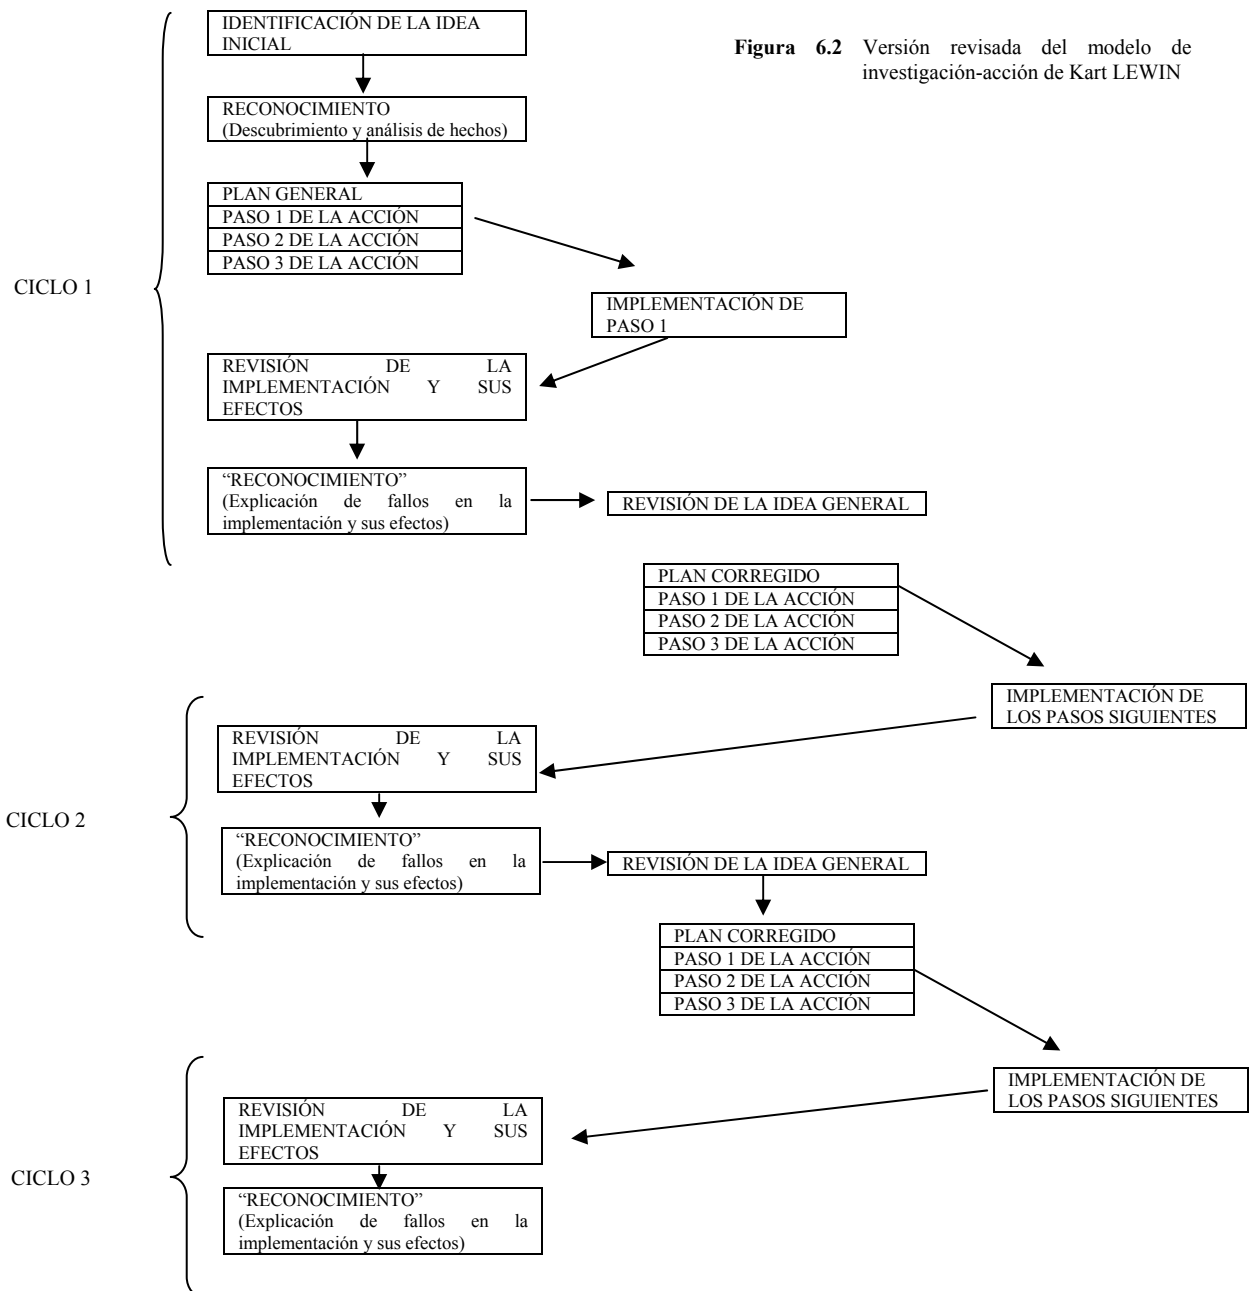 IDENTIFICACIÓN DE LA IDEA
INICIAL
Figura 6.2 Versión revisada del modelo de
investigación-acción de Kart LEWIN
RECONOCIMIENTO
(Descubrimiento y análisis de hechos)
PLAN GENERAL
PASO 1 DE LA ACCIÓN
PASO 2 DE LA ACCIÓN
PASO 3 DE LA ACCIÓN
CICLO 1
IMPLEMENTACIÓN DE
PASO 1
REVISIÓN DE LA
IMPLEMENTACIÓN Y SUS
EFECTOS
“RECONOCIMIENTO”
(Explicación de fallos en la
implementación y sus efectos)
REVISIÓN DE LA IDEA GENERAL
PLAN CORREGIDO
PASO 1 DE LA ACCIÓN
PASO 2 DE LA ACCIÓN
PASO 3 DE LA ACCIÓN
IMPLEMENTACIÓN DE
LOS PASOS SIGUIENTES
REVISIÓN DE LA
IMPLEMENTACIÓN Y SUS
EFECTOS
CICLO 2
“RECONOCIMIENTO”
(Explicación de fallos en la
implementación y sus efectos)
REVISIÓN DE LA IDEA GENERAL
PLAN CORREGIDO
PASO 1 DE LA ACCIÓN
PASO 2 DE LA ACCIÓN
PASO 3 DE LA ACCIÓN
IMPLEMENTACIÓN DE
LOS PASOS SIGUIENTES
REVISIÓN DE LA
IMPLEMENTACIÓN Y SUS
EFECTOS
CICLO 3
“RECONOCIMIENTO”
(Explicación de fallos en la
implementación y sus efectos)